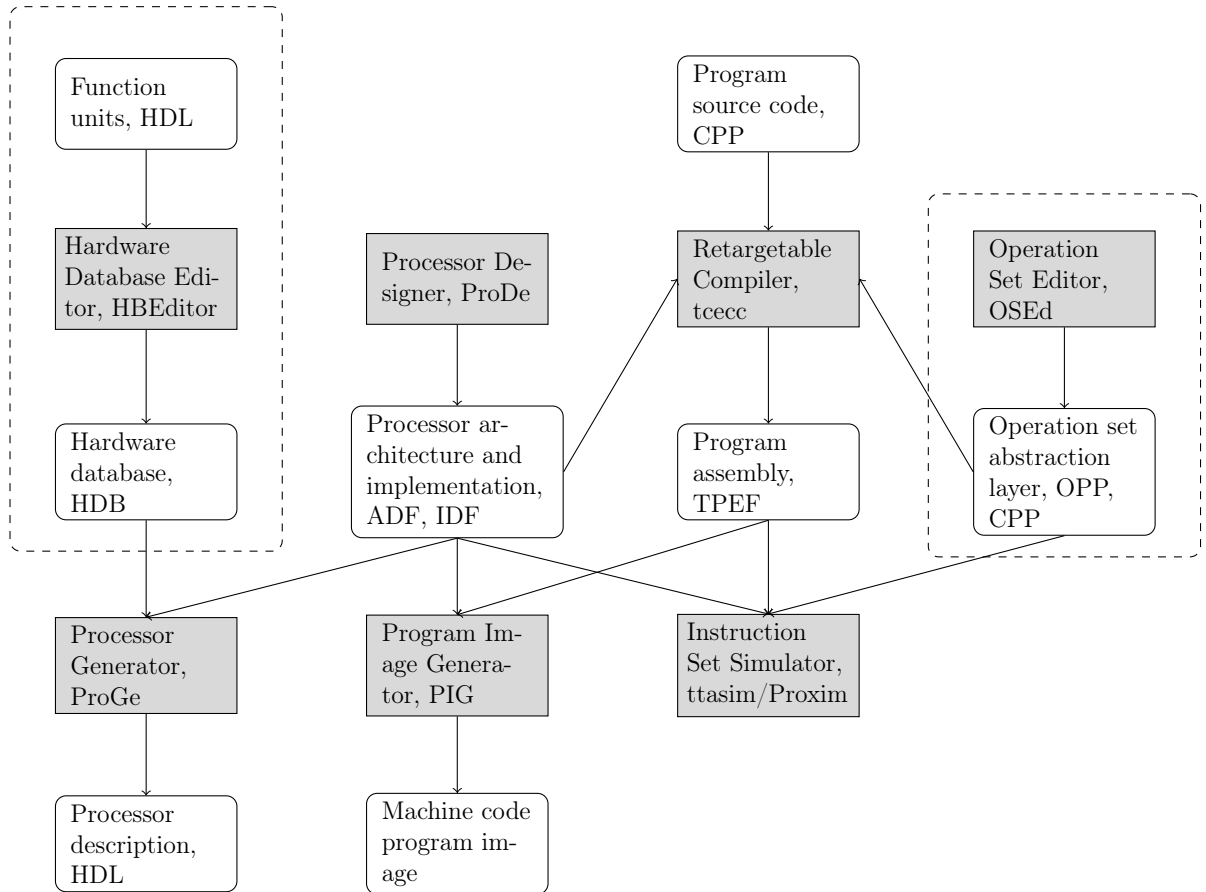 Function
units, HDL
Program
source code,
CPP
Hardware
Database Edi-
tor, HBEditor
Processor De-
signer, ProDe
Retargetable
Compiler,
tcecc
Operation
Set Editor,
OSEd
Hardware
database,
HDB
Processor ar-
chitecture and
implementation,
ADF, IDF
Program
assembly,
TPEF
Operation set
abstraction
layer, OPP,
CPP
Processor
Generator,
ProGe
Program Im-
age Genera-
tor, PIG
Instruction
Set Simulator,
ttasim/Proxim
Processor
description,
HDL
Machine code
program im-
age